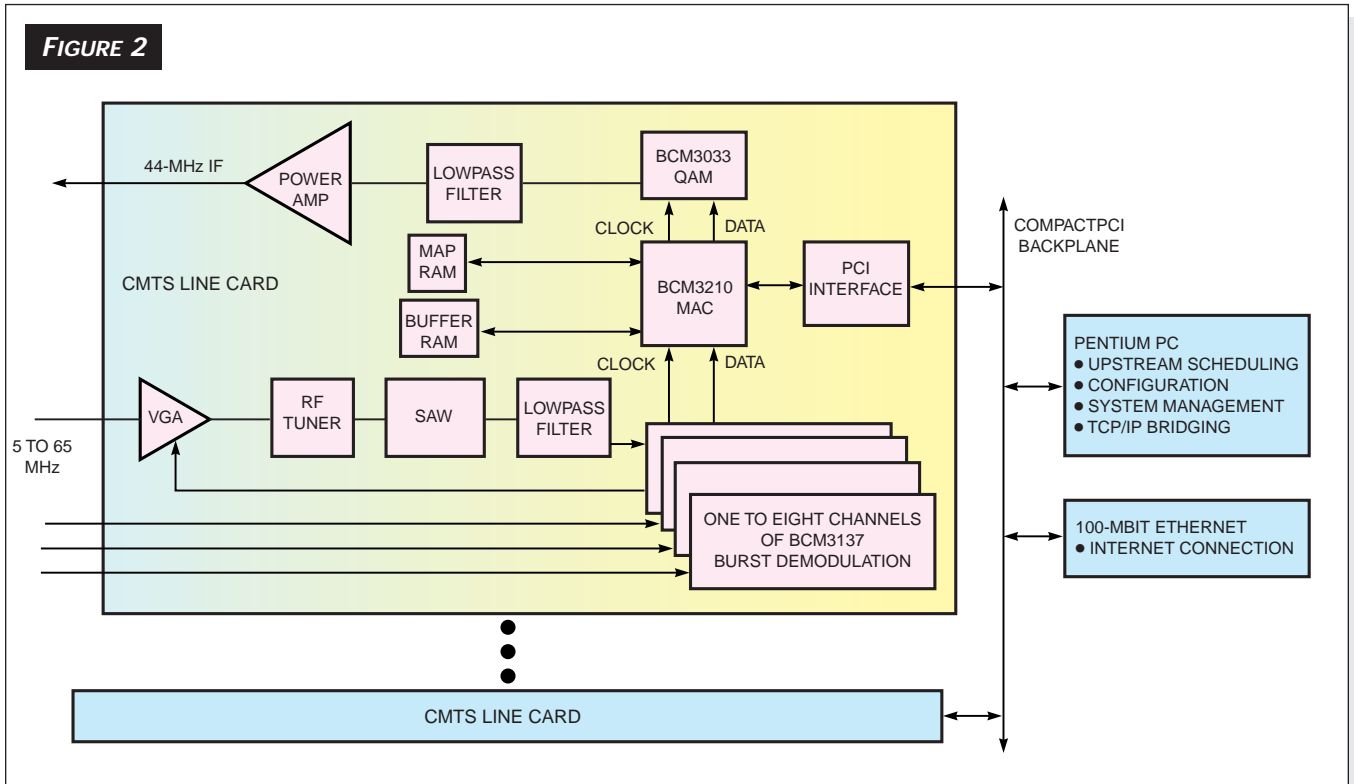 FIGURE 2
44-MHz IF
POWER
AMP
LOWPASS
FILTER
BCM3033
QAM
CLOCK
DATA
MAP
RAM
CMTS LINE CARD
BUFFER
RAM
BCM3210
MAC
PCI
INTERFACE
COMPACTPCI
BACKPLANE
CLOCK
DATA
VGA
RF
TUNER
SAW
LOWPASS
FILTER
5 TO 65
MHz
ONE TO EIGHT CHANNELS
OF BCM3137
BURST DEMODULATION
PENTIUM PC
● UPSTREAM SCHEDULING
● CONFIGURATION
● SYSTEM MANAGEMENT
● TCP/IP BRIDGING
100-MBIT ETHERNET
● INTERNET CONNECTION
CMTS LINE CARD